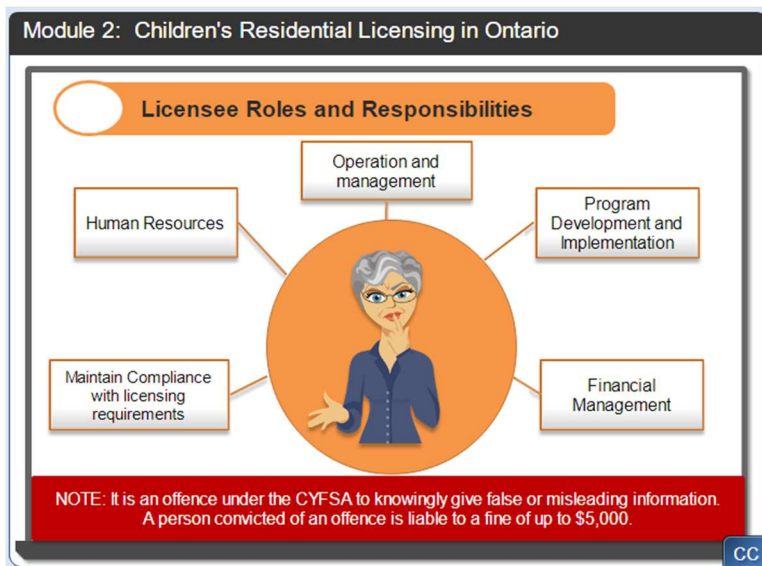 Module 2: Children's Residential Licensing in Ontario
Licensee Roles and Responsibilities
Operation and
management
Human Resources
Program
Development and
Implementation
Maintain Compliance
with licensing
requirements
Financial
Management
NOTE: It is an offence under the CYFSA to knowingly give false or misleading information.
A person convicted of an offence is liable to a fine of up to $5,000.
CC